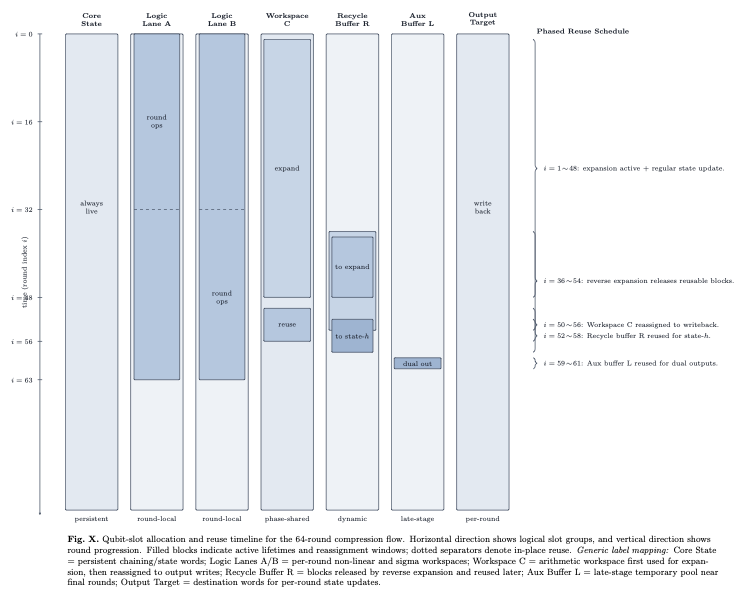 Core
State
Logic
Lane A
Logic
Lane B
Workspace
C
Recycle
Buffer R
Aux
Buffer L
Output
Target
Phased Reuse Schedule
i = 0
i = 16
i = 32
i = 48
i = 56
i = 63
time (round index i)
always
live
round
ops
round
ops
expand
reuse
to expand
to state-h
dual out
write
back
i = 1∼48: expansion active + regular state update.
i = 36∼54: reverse expansion releases reusable blocks.
i = 50∼56: Workspace C reassigned to writeback.
i = 52∼58: Recycle buffer R reused for state-h.
i = 59∼61: Aux buffer L reused for dual outputs.
persistent
round-local
round-local
phase-shared
dynamic
late-stage
per-round
Fig. X. Qubit-slot allocation and reuse timeline for the 64-round compression flow. Horizontal direction shows logical slot groups, and vertical direction shows
round progression. Filled blocks indicate active lifetimes and reassignment windows; dotted separators denote in-place reuse. Generic label mapping: Core State
= persistent chaining/state words; Logic Lanes A/B = per-round non-linear and sigma workspaces; Workspace C = arithmetic workspace first used for expan-
sion, then reassigned to output writes; Recycle Buffer R = blocks released by reverse expansion and reused later; Aux Buffer L = late-stage temporary pool near
final rounds; Output Target = destination words for per-round state updates.